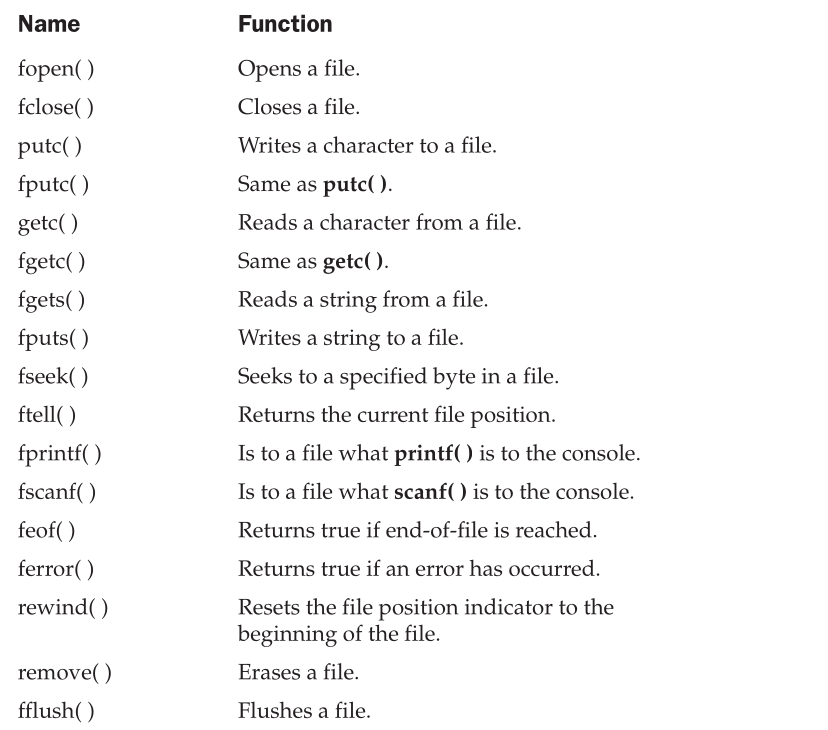 Name Function
fopen( ) Opens a file.
fclose( ) Closes a file.
putc( ) Writes a character to a file.
fputc( ) Same as putc( ).
getc( ) Reads a character from a file.
fgetc( ) Same as getc( ).
fgets( ) Reads a string from a file.
fputs( ) Writes a string to a file.
fseek( ) Seeks to a specified byte in a file.
ftell( ) Returns the current file position.
fprintf( ) Is to a file what printf( ) is to the console.
fscanf( ) Is to a file what scanf( ) is to the console.
feof( ) Returns true if end-of-file is reached.
ferror( ) Returns true if an error has occurred.
rewind( ) Resets the file position indicator to the
beginning of the file.
remove( ) Erases a file.
fflush( ) Flushes a file.